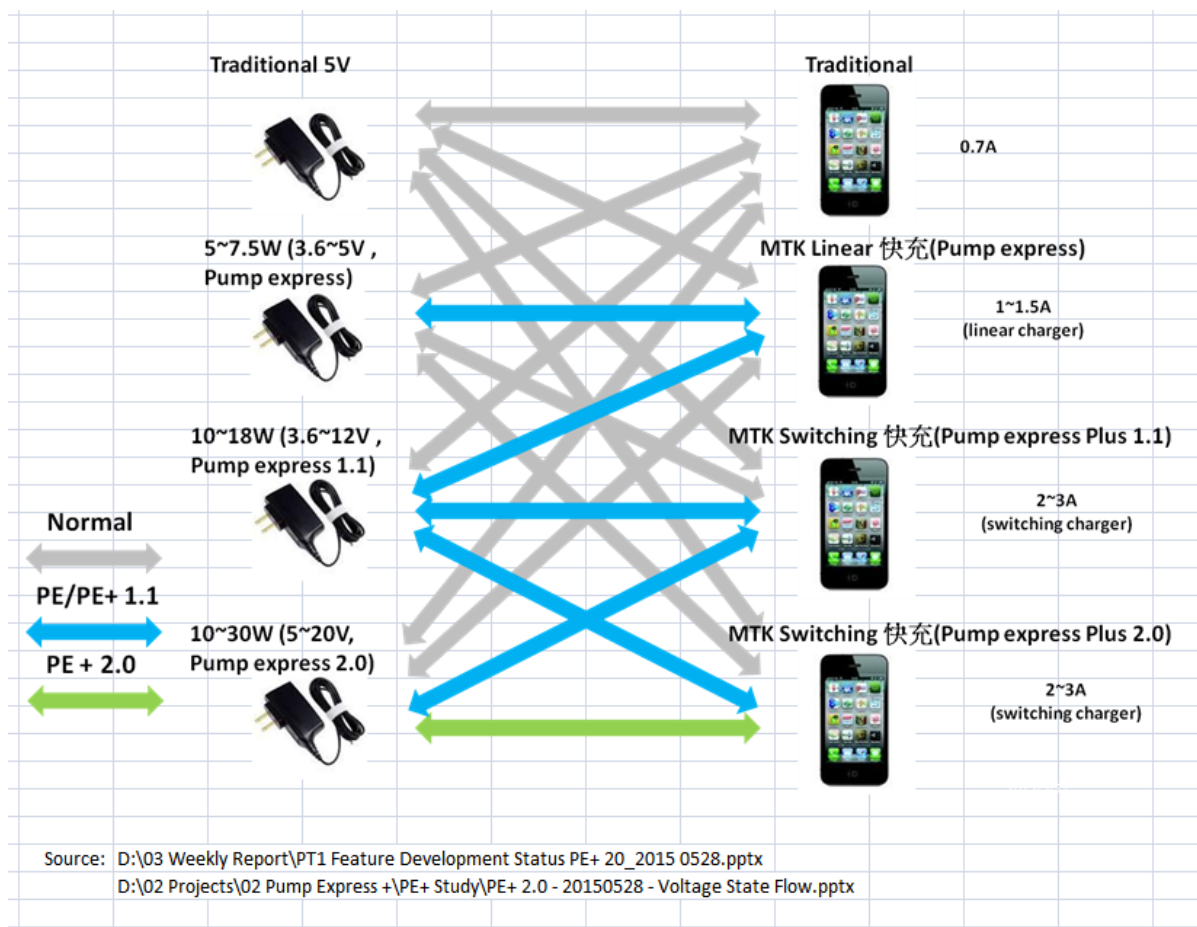 Traditional 5V
Traditional
0.7A
5~7.5W (3.6~5V ,
Pump express)
MTK Linear 快充(Pump express)
1~1.5A
(linear charger)
10~18W (3.6~12V ,
Pump express 1.1)
MTK Switching 快充(Pump express Plus 1.1)
2~3A
(switching charger)
Normal
PE/PE+ 1.1
PE + 2.0
10~30W (5~20V,
Pump express 2.0)
MTK Switching 快充(Pump express Plus 2.0)
2~3A
(switching charger)
Source: D:\03 Weekly Report\PT1 Feature Development Status PE+ 20_2015 0528.pptx
D:\02 Projects\02 Pump Express +\PE+ Study\PE+ 2.0 - 20150528 - Voltage State Flow.pptx